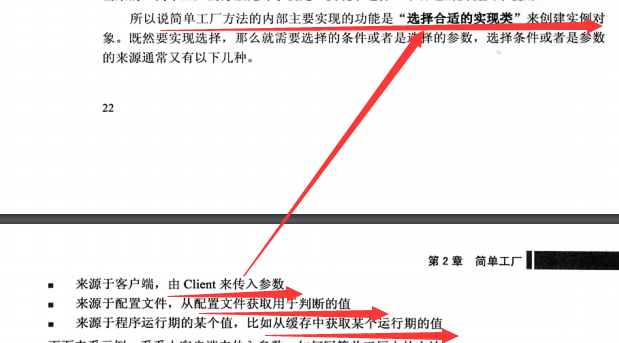 所以说简单工厂方法的内部主要实现的功能是“选择合适的实现类”来创建实例对
象。既然要实现选择，那么就需要选择的条件或者是选择的参数，选择条件或者是参数
的来源通常又有以下几种。
22
第 2 章 简单工厂
■ 来源于客户端，由 Client 来传入参数
■ 来源于配置文件，从配置文件获取用于判断的值
■ 来源于程序运行期的某个值，比如从缓存中获取某个运行期的值